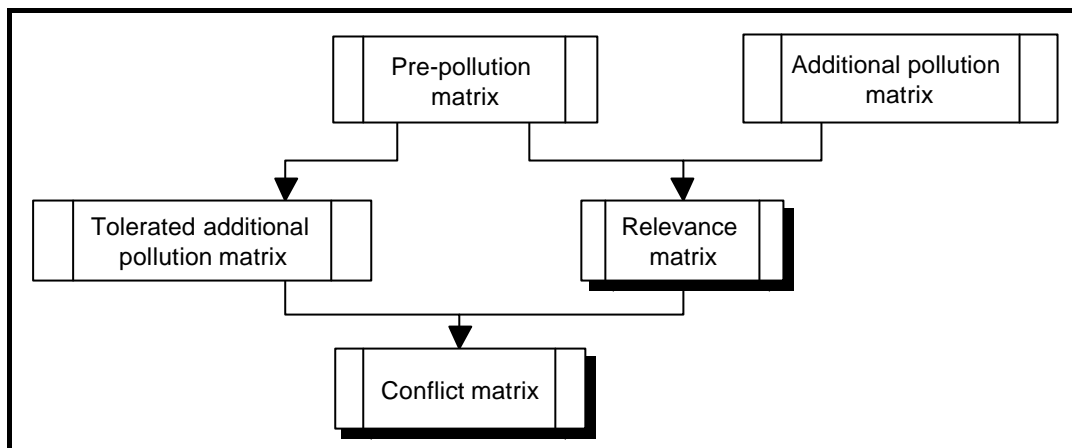 Pre-pollution
matrix
Additional pollution
matrix
Tolerated additional
pollution matrix
Relevance
matrix
Conflict matrix